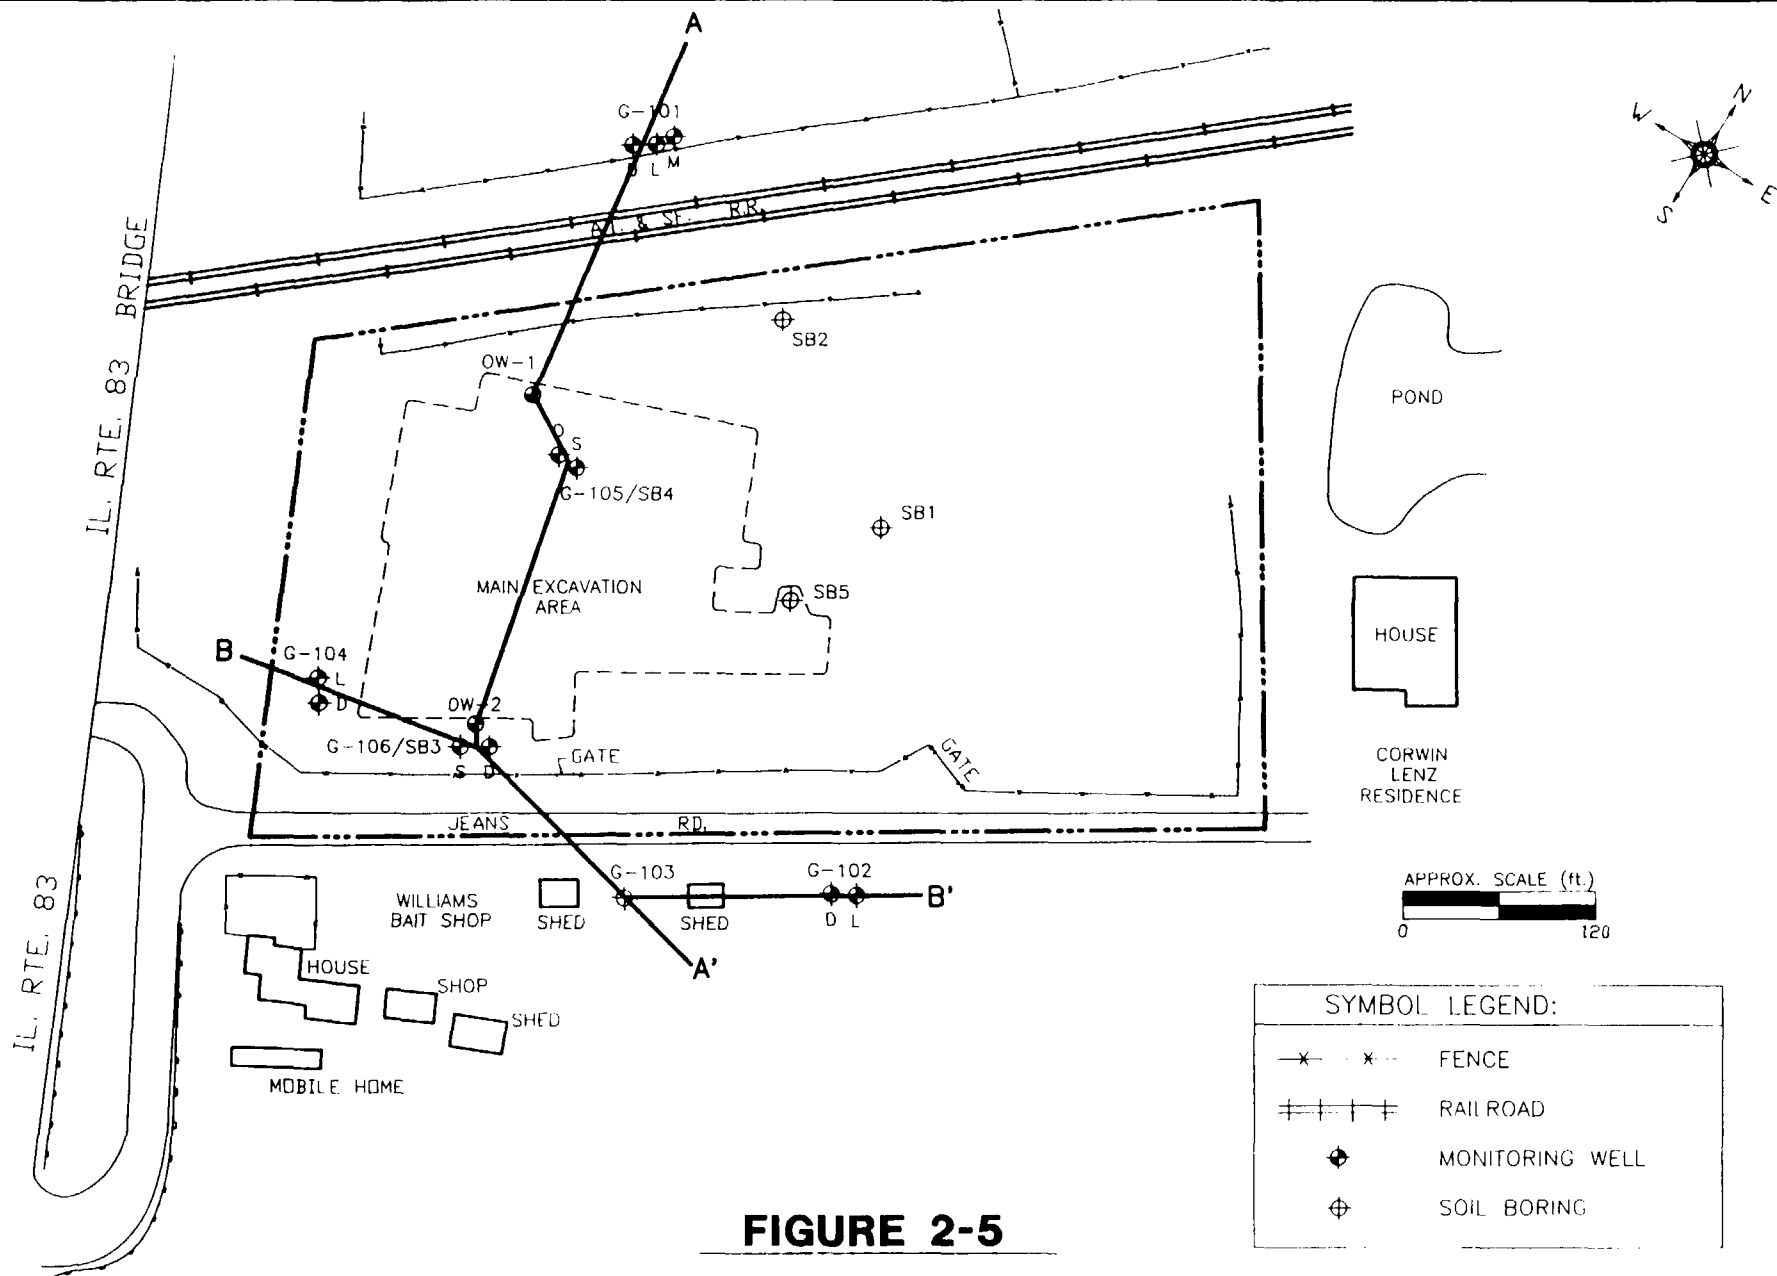 A
G-101
D L M
N
W
E
S
A.T. & SF. R.R.
IL. RTE. 83 BRIDGE
SB2
OW-1
POND
D
S
G-105/SB4
SB1
MAIN EXCAVATION
AREA
SB5
HOUSE
B
G-104
L
D
OW-2
G-106/SB3
S D
GATE
GATE
CORWIN
LENZ
RESIDENCE
JEANS RD.
G-103
G-102
B'
D L
WILLIAMS
BAIT SHOP
SHED
SHED
A'
IL. RTE. 83
HOUSE
SHOP
SHED
MOBILE HOME
APPROX. SCALE (ft.)
0 120
SYMBOL LEGEND:
FENCE
RAILROAD
MONITORING WELL
SOIL BORING
FIGURE 2-5